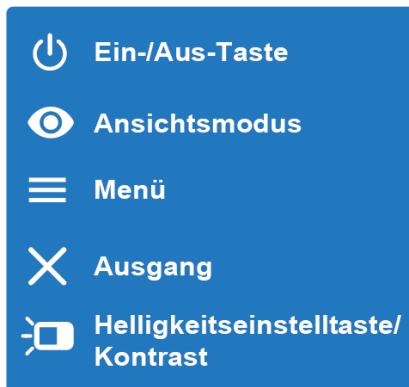 Ein-/Aus-Taste
Ansichtsmodus
Menü
Ausgang
Helligkeitseinstelltaste/
Kontrast